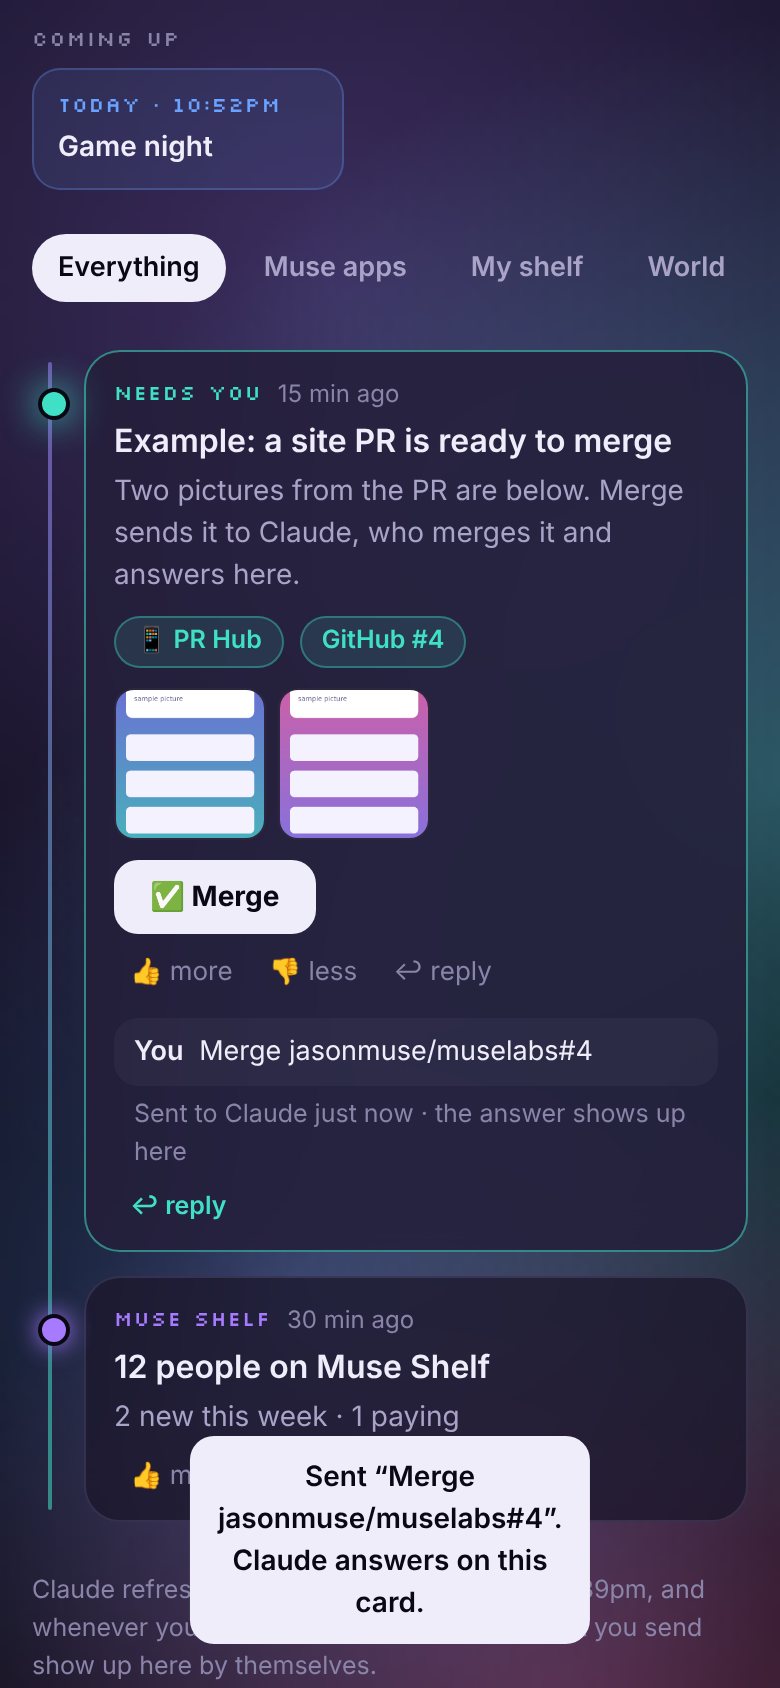 COMING UP
TODAY · 10:52PM
Game night
Everything Muse apps My shelf World
NEEDS YOU 15 min ago
Example: a site PR is ready to merge
Two pictures from the PR are below. Merge
sends it to Claude, who merges it and
answers here.
📱 PR Hub GitHub #4
sample picture sample picture
✅ Merge
👍 more 👎 less ↩ reply
You Merge jasonmuse/muselabs#4
Sent to Claude just now · the answer shows up
here
↩ reply
MUSE SHELF 30 min ago
12 people on Muse Shelf
2 new this week · 1 paying
👍
Sent “Merge
jasonmuse/muselabs#4”.
Claude answers on this
card.
Claude 39pm, and
whenever you send
show up here by themselves.